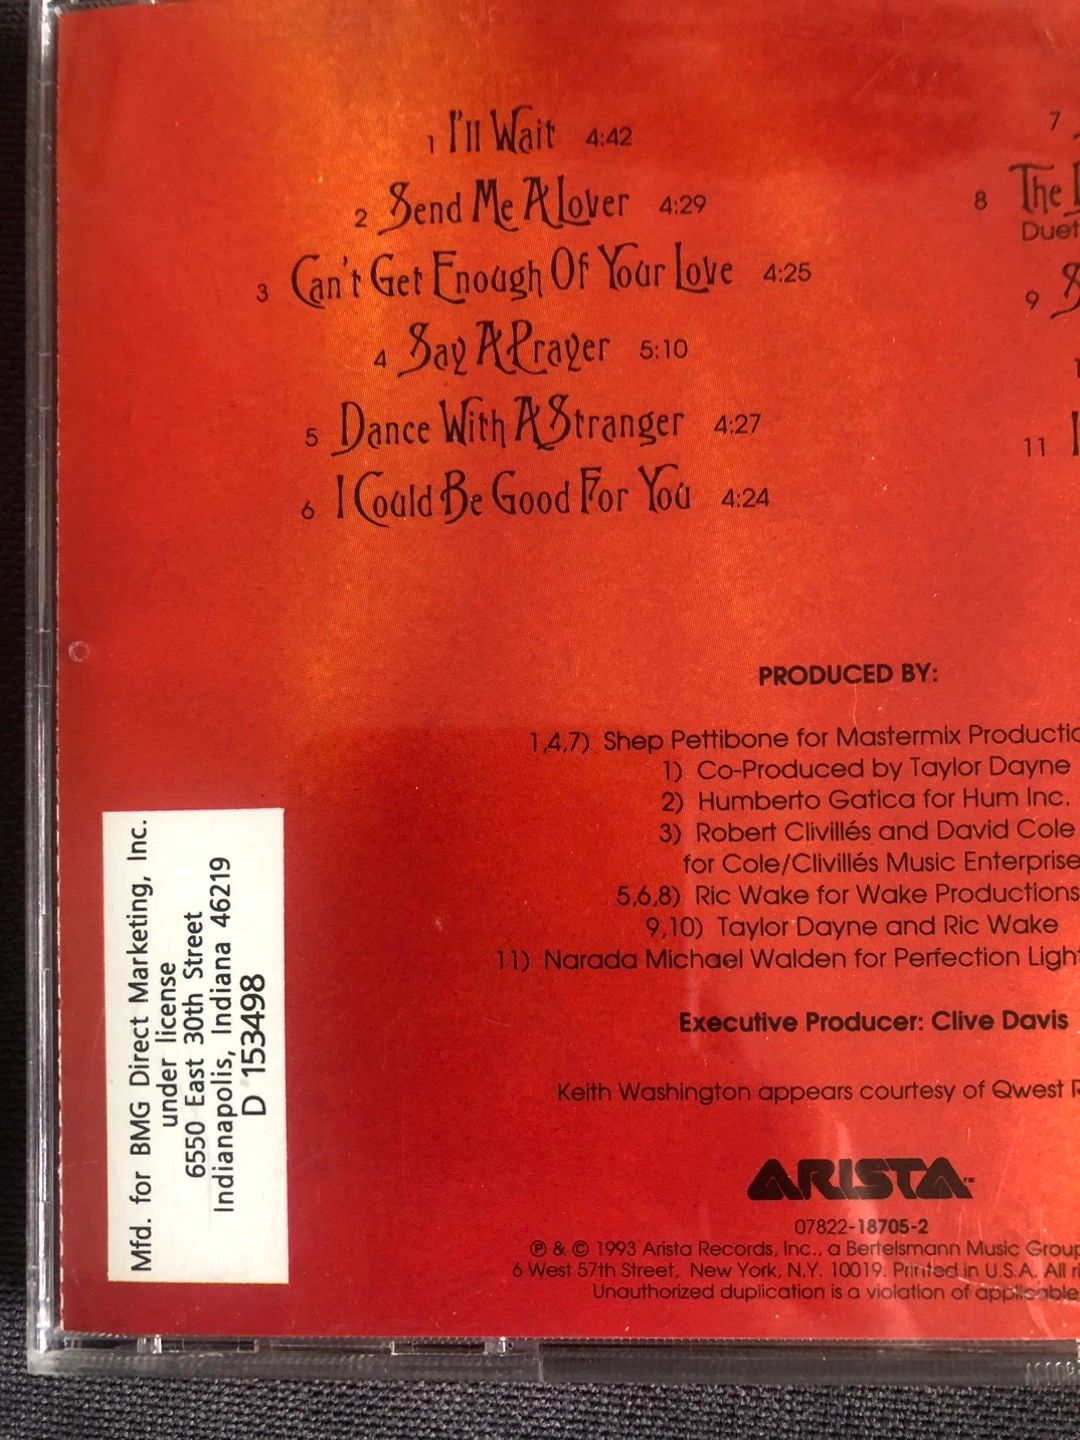 1 I'll Wait 4:42
2 Send Me A Lover 4:29
3 Can't Get Enough Of Your Love 4:25
4 Say A Prayer 5:10
5 Dance With A Stranger 4:27
6 I Could Be Good For You 4:24
7
8 The
Duet
9
11
PRODUCED BY:
1,4,7) Shep Pettibone for Mastermix
1) Co-Produced by Taylor Dayne
2) Humberto Gatica for Hum Inc.
3) Robert Clivillés and David Cole
for Cole/Clivillés Music Enterprise
5,6,8) Ric Wake for Wake Productions
9,10) Taylor Dayne and Ric Wake
11) Narada Michael Walden for Perfection Light
Executive Producer: Clive Davis
Keith Washington appears courtesy of Qwest
ARISTA™
07822-18705-2
℗ & © 1993 Arista Records, Inc., a Bertelsmann Music Group
6 West 57th Street, New York, N.Y. 10019. Printed in U.S.A. All
Unauthorized duplication is a violation of applicable
Mfd. for BMG Direct Marketing, Inc.
under license
6550 East 30th Street
Indianapolis, Indiana 46219
D 153498